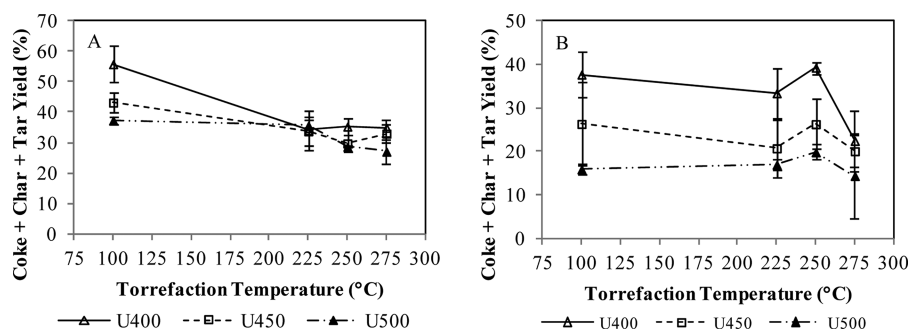 A
Coke + Char + Tar Yield (%)
70
60
50
40
30
20
10
0
75 100 125 150 175 200 225 250 275 300
Torrefaction Temperature (°C)
U400 U450 U500
B
Coke + Char + Tar Yield (%)
50
40
30
20
10
0
75 100 125 150 175 200 225 250 275 300
Torrefaction Temperature (°C)
U400 U450 U500